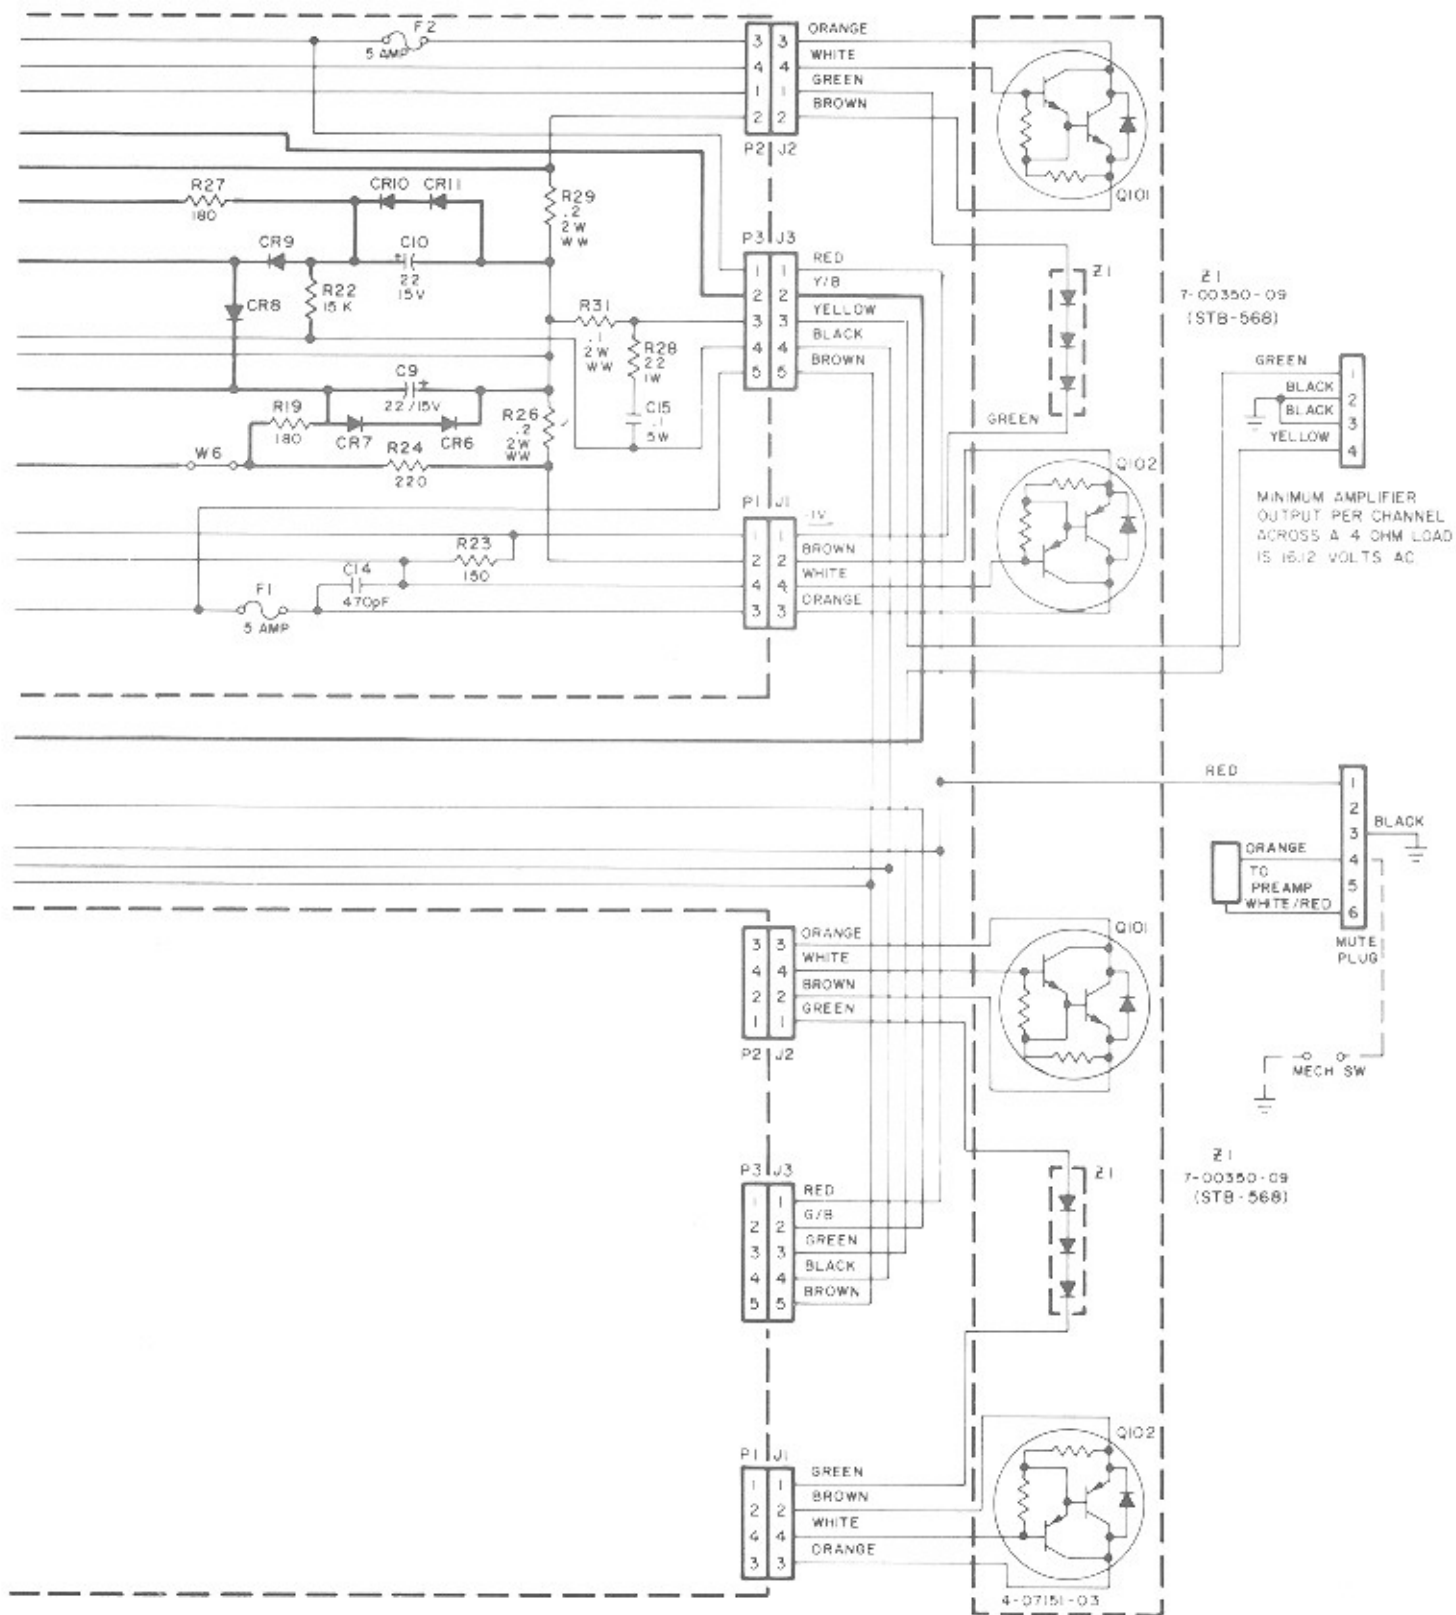 F2
5 AMP
3 3 ORANGE
4 4 WHITE
1 1 GREEN
2 2 BROWN
P2 J2
Q101
R27
180
CR10 CR11
R29
.2
2W
WW
CR9
C10
22
15V
R22
15K
CR8
P3 J3
1 1 RED
2 2 Y/B
3 3 YELLOW
4 4 BLACK
5 5 BROWN
R31
.1
2W
WW
R28
22
1W
C15
.1
5W
C9
+
22/15V
R19
180
CR7
CR6
R26
.2
2W
WW
W6
R24
220
Z1
Z1
7-00350-09
(STB-568)
GREEN
GREEN 1
BLACK 2
BLACK 3
YELLOW 4
MINIMUM AMPLIFIER
OUTPUT PER CHANNEL
ACROSS A 4 OHM LOAD
IS 16.12 VOLTS AC
Q102
P1 J1
1 1
2 2 BROWN
4 4 WHITE
3 3 ORANGE
R23
150
C14
470pF
F1
5 AMP
RED 1
2
3 BLACK
ORANGE 4
TO
PREAMP
5
WHITE/RED 6
MUTE
PLUG
MECH SW
3 3 ORANGE
4 4 WHITE
2 2 BROWN
1 1 GREEN
P2 J2
Q101
Z1
Z1
7-00350-09
(STB-568)
P3 J3
1 1 RED
2 2 G/B
3 3 GREEN
4 4 BLACK
5 5 BROWN
P1 J1
1 1 GREEN
2 2 BROWN
4 4 WHITE
3 3 ORANGE
Q102
4-07151-03